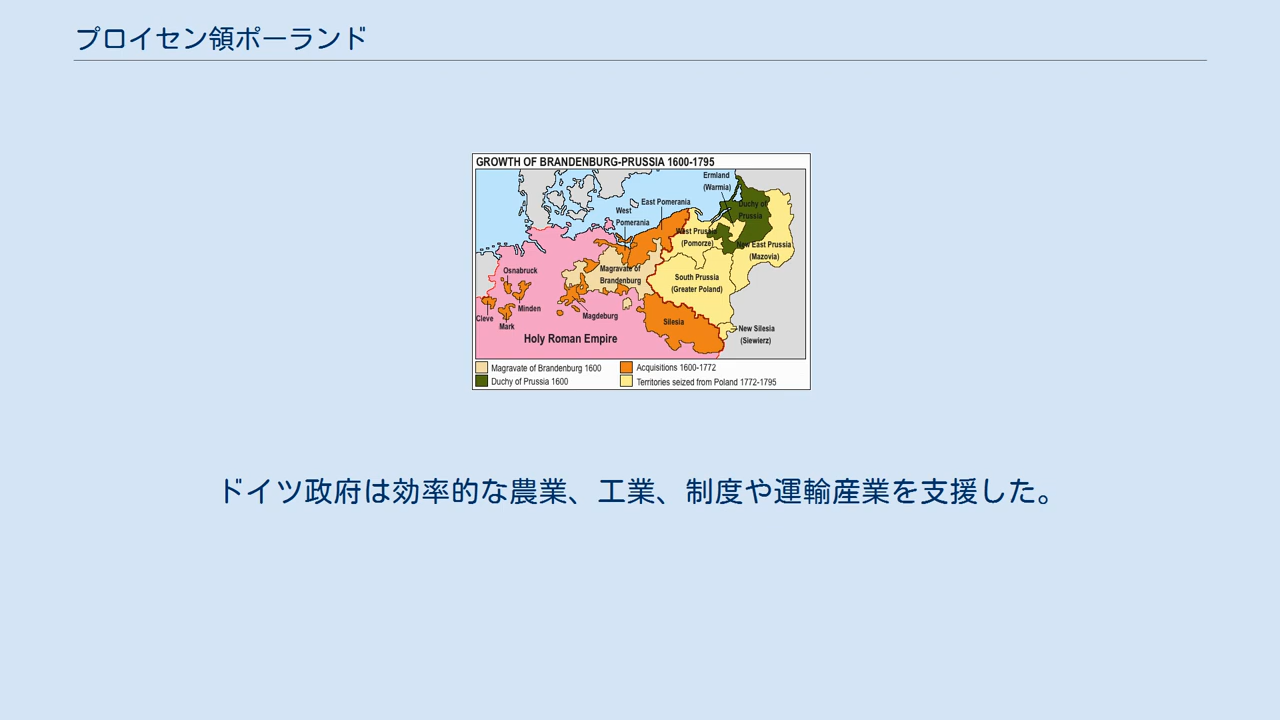 プロイセン領ポーランド
GROWTH OF BRANDENBURG-PRUSSIA 1600-1795
Ermland
(Warmia)
East Pomerania
West
Pomerania
Duchy of
Prussia
West Prussia
(Pomorze)
New East Prussia
(Mazovia)
Osnabruck
Magravate of
Brandenburg
South Prussia
(Greater Poland)
Minden
Cleve
Mark
Magdeburg
Silesia
New Silesia
(Siewierz)
Holy Roman Empire
Magravate of Brandenburg 1600
Acquisitions 1600-1772
Duchy of Prussia 1600
Territories seized from Poland 1772-1795
ドイツ政府は効率的な農業、工業、制度や運輸産業を支援した。